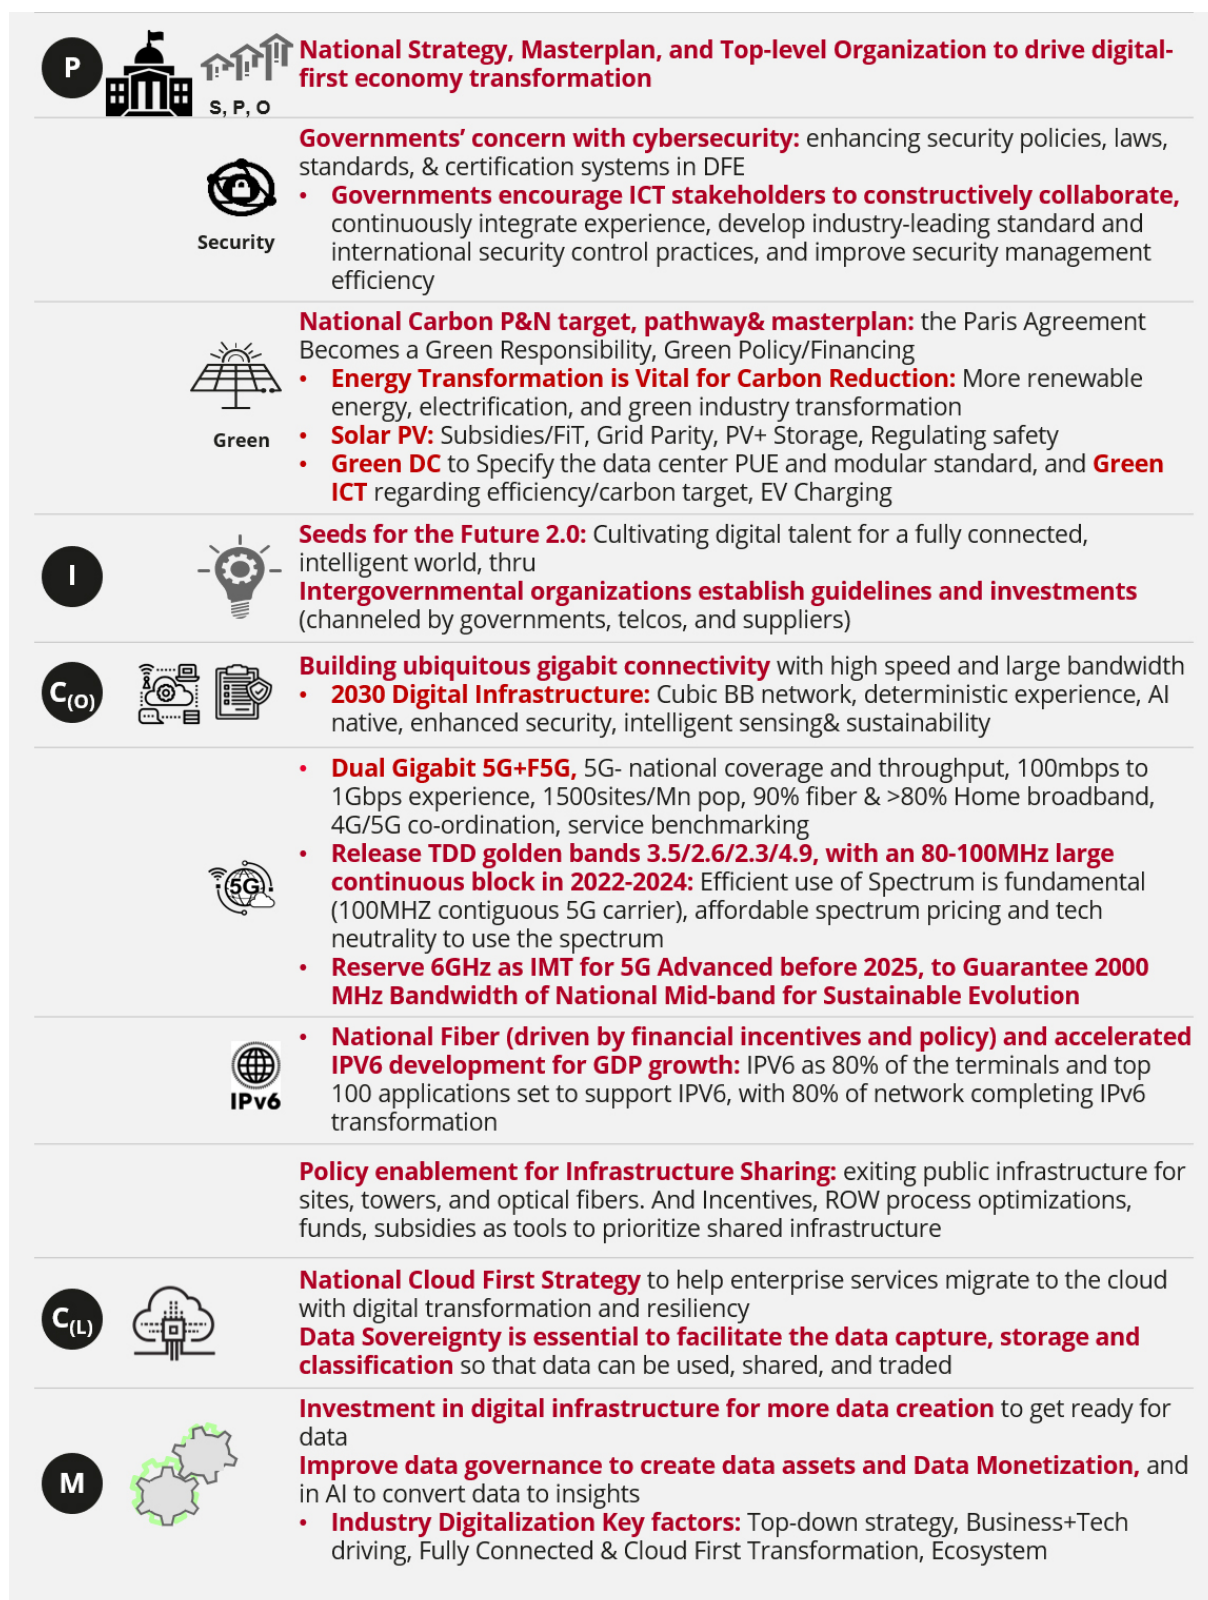 P
S, P, O
National Strategy, Masterplan, and Top-level Organization to drive digital-
first economy transformation
Governments’ concern with cybersecurity: enhancing security policies, laws,
standards, & certification systems in DFE
• Governments encourage ICT stakeholders to constructively collaborate,
continuously integrate experience, develop industry-leading standard and
international security control practices, and improve security management
efficiency
Security
National Carbon P&N target, pathway& masterplan: the Paris Agreement
Becomes a Green Responsibility, Green Policy/Financing
• Energy Transformation is Vital for Carbon Reduction: More renewable
energy, electrification, and green industry transformation
• Solar PV: Subsidies/FiT, Grid Parity, PV+ Storage, Regulating safety
• Green DC to Specify the data center PUE and modular standard, and Green
ICT regarding efficiency/carbon target, EV Charging
Green
I
Seeds for the Future 2.0: Cultivating digital talent for a fully connected,
intelligent world, thru
Intergovernmental organizations establish guidelines and investments
(channeled by governments, telcos, and suppliers)
C(O)
Building ubiquitous gigabit connectivity with high speed and large bandwidth
• 2030 Digital Infrastructure: Cubic BB network, deterministic experience, AI
native, enhanced security, intelligent sensing& sustainability
• Dual Gigabit 5G+F5G, 5G- national coverage and throughput, 100mbps to
1Gbps experience, 1500sites/Mn pop, 90% fiber & >80% Home broadband,
4G/5G co-ordination, service benchmarking
• Release TDD golden bands 3.5/2.6/2.3/4.9, with an 80-100MHz large
continuous block in 2022-2024: Efficient use of Spectrum is fundamental
(100MHZ contiguous 5G carrier), affordable spectrum pricing and tech
neutrality to use the spectrum
• Reserve 6GHz as IMT for 5G Advanced before 2025, to Guarantee 2000
MHz Bandwidth of National Mid-band for Sustainable Evolution
5G
• National Fiber (driven by financial incentives and policy) and accelerated
IPV6 development for GDP growth: IPV6 as 80% of the terminals and top
100 applications set to support IPV6, with 80% of network completing IPv6
transformation
IPv6
Policy enablement for Infrastructure Sharing: exiting public infrastructure for
sites, towers, and optical fibers. And Incentives, ROW process optimizations,
funds, subsidies as tools to prioritize shared infrastructure
C(L)
National Cloud First Strategy to help enterprise services migrate to the cloud
with digital transformation and resiliency
Data Sovereignty is essential to facilitate the data capture, storage and
classification so that data can be used, shared, and traded
M
Investment in digital infrastructure for more data creation to get ready for
data
Improve data governance to create data assets and Data Monetization, and
in AI to convert data to insights
• Industry Digitalization Key factors: Top-down strategy, Business+Tech
driving, Fully Connected & Cloud First Transformation, Ecosystem